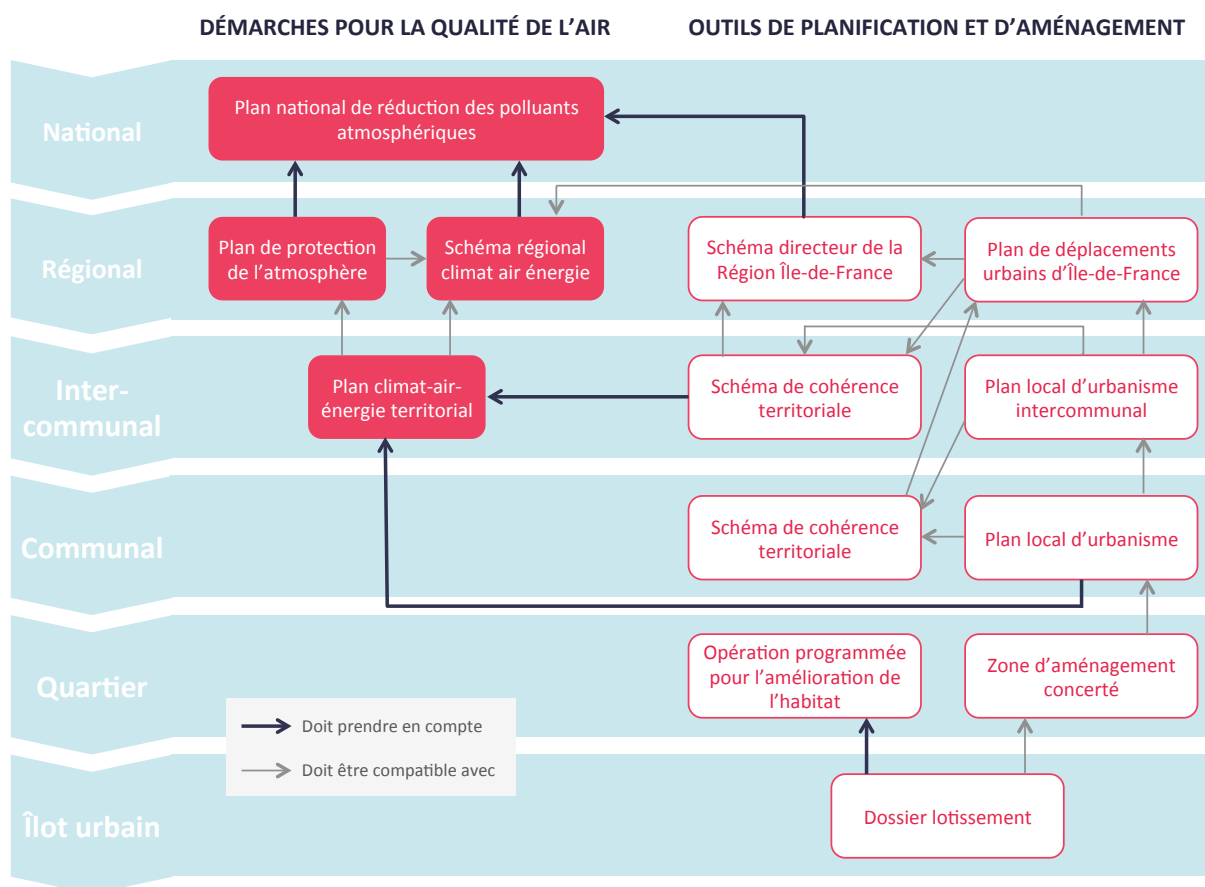 DÉMARCHES POUR LA QUALITÉ DE L'AIR
OUTILS DE PLANIFICATION ET D'AMÉNAGEMENT
National
Plan national de réduction des polluants
atmosphériques
Régional
Plan de protection
de l'atmosphère
Schéma régional
climat air énergie
Schéma directeur de la
Région Île-de-France
Plan de déplacements
urbains d'Île-de-France
Inter-
communal
Plan climat-air-
énergie territorial
Schéma de cohérence
territoriale
Plan local d'urbanisme
intercommunal
Communal
Schéma de cohérence
territoriale
Plan local d'urbanisme
Quartier
Opération programmée
pour l'amélioration de
l'habitat
Zone d'aménagement
concerté
Doit prendre en compte
Doit être compatible avec
Îlot urbain
Dossier lotissement